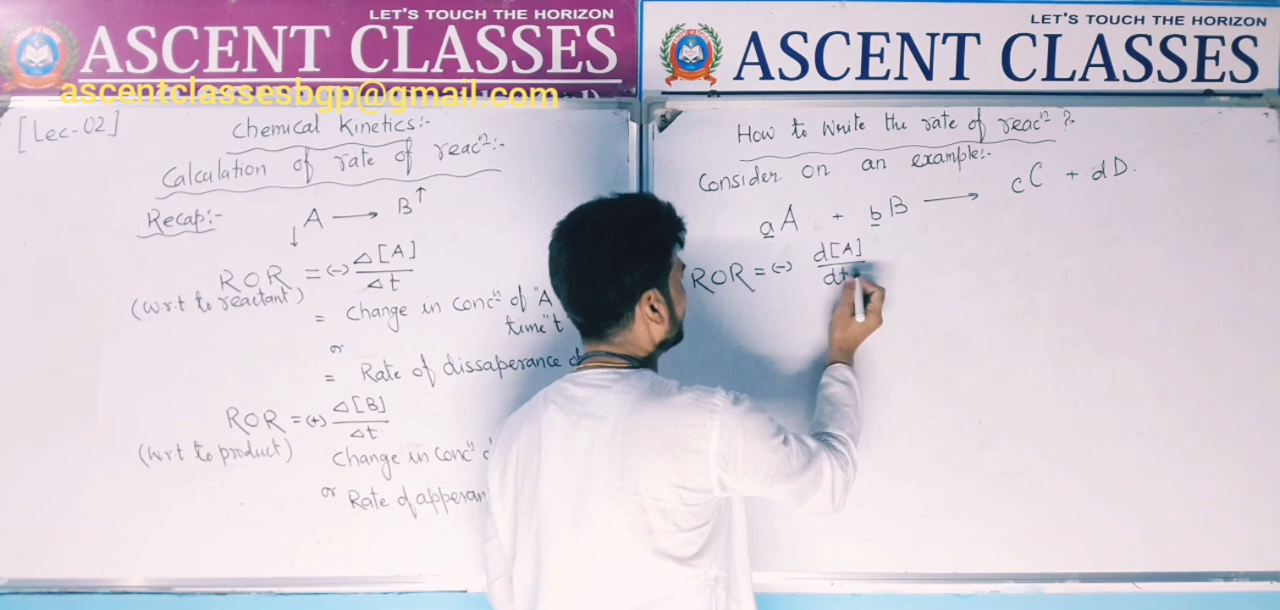 LET'S TOUCH THE HORIZON
ASCENT CLASSES
ascentclassesbgp@gmail.com
[Lec-02]
Chemical Kinetics:-
Calculation of rate of reacⁿ:-
Recap:-
A → B↑
↓
ROR = (-) Δ[A]/Δt
(w.r.t to reactant)
= Change in Concⁿ of "A
time "t
or
= Rate of dissaperance
ROR = (+) Δ[B]/Δt
(w.r.t to product)
Change in Concⁿ
or Rate of apperan
LET'S TOUCH THE HORIZON
ASCENT CLASSES
How to Write the rate of reacⁿ?
Consider on an example:-
aA + bB → cC + dD.
ROR = (-) d[A]/dt